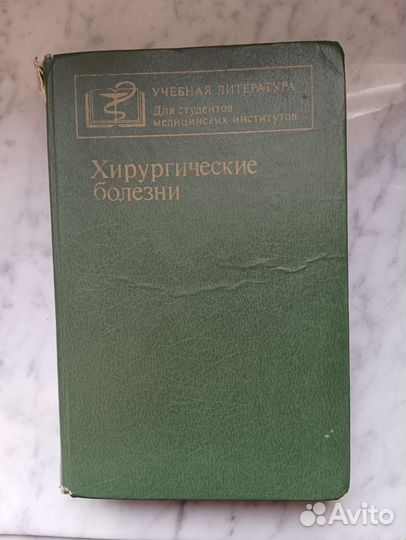 УЧЕБНАЯ ЛИТЕРАТУРА
Для студентов
медицинских институтов
Хирургические
болезни
Avito